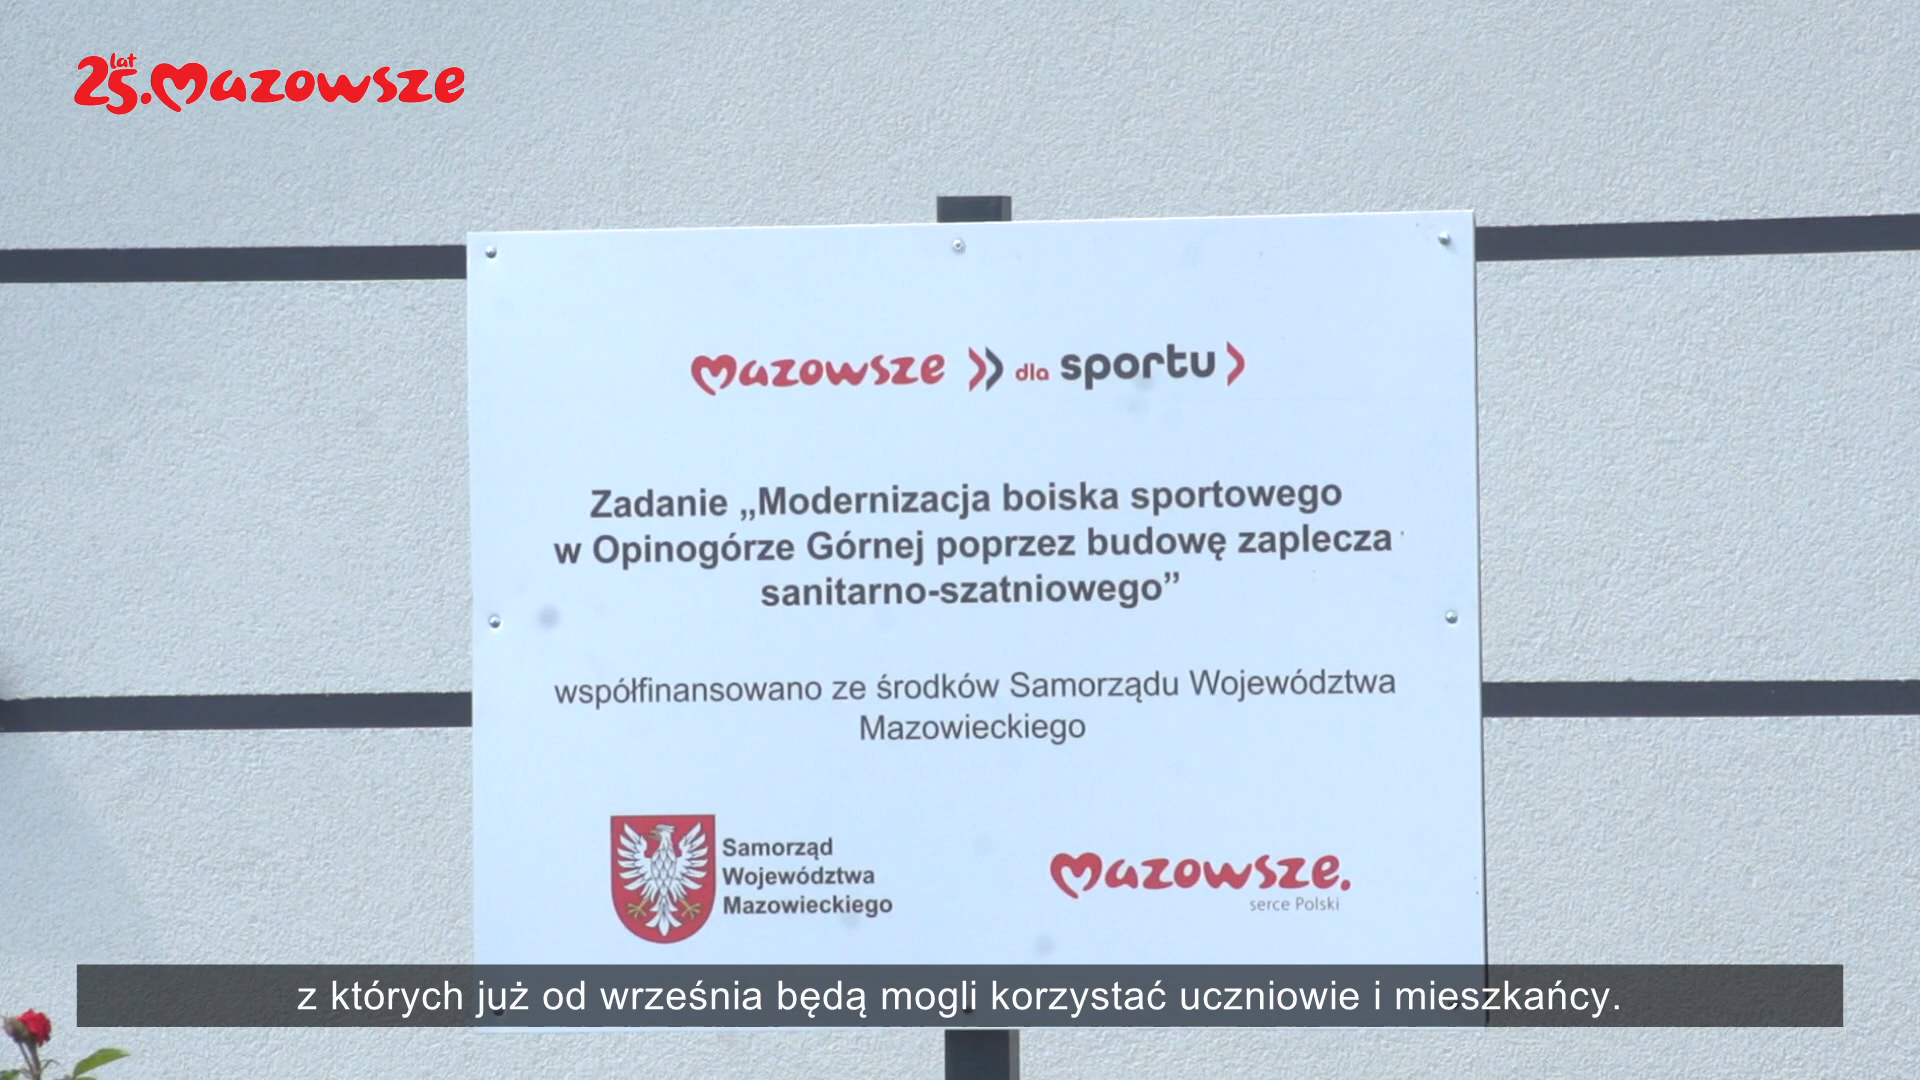 25 lat. Mazowsze
mazowsze dla sportu
Zadanie „Modernizacja boiska sportowego
w Opinogórze Górnej poprzez budowę zaplecza
sanitarno-szatniowego”
współfinansowano ze środków Samorządu Województwa
Mazowieckiego
Samorząd
Województwa
Mazowieckiego
mazowsze.
serce Polski
z których już od września będą mogli korzystać uczniowie i mieszkańcy.